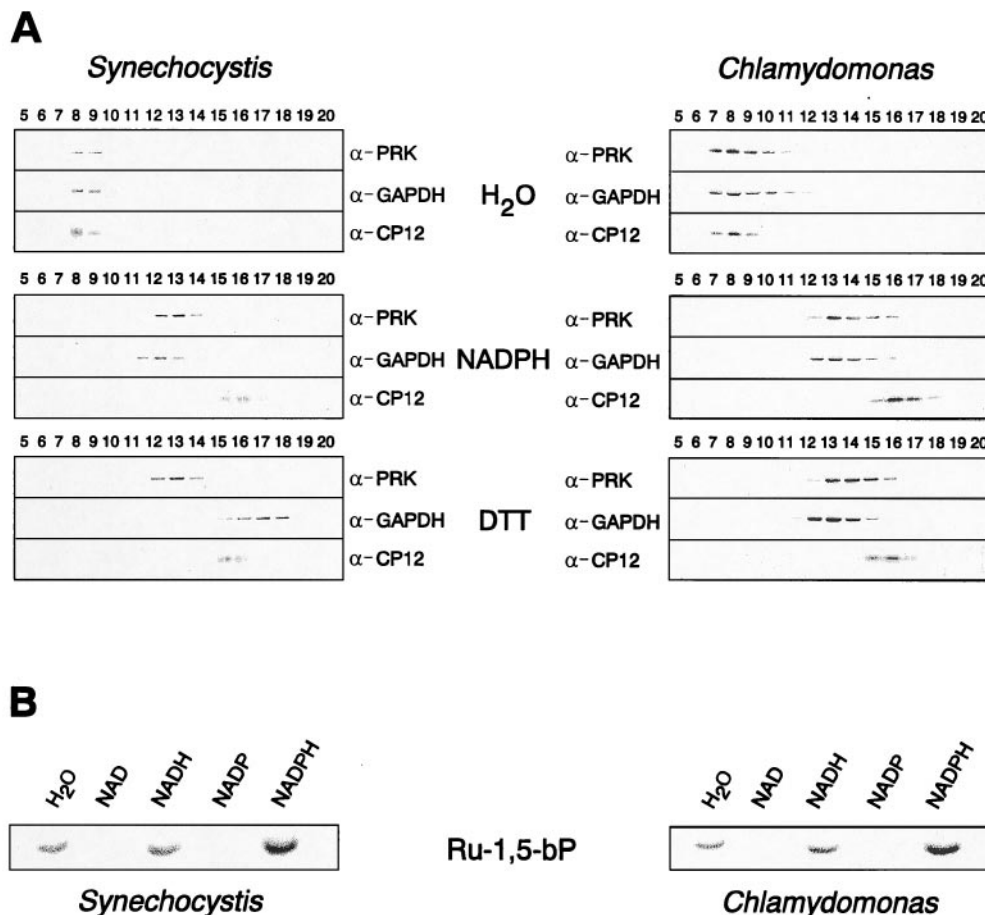 A
Synechocystis
Chlamydomonas
5 6 7 8 9 10 11 12 13 14 15 16 17 18 19 20
α-PRK
α-GAPDH
α-CP12
H2O
5 6 7 8 9 10 11 12 13 14 15 16 17 18 19 20
α-PRK
α-GAPDH
α-CP12
5 6 7 8 9 10 11 12 13 14 15 16 17 18 19 20
α-PRK
α-GAPDH
α-CP12
NADPH
5 6 7 8 9 10 11 12 13 14 15 16 17 18 19 20
α-PRK
α-GAPDH
α-CP12
5 6 7 8 9 10 11 12 13 14 15 16 17 18 19 20
α-PRK
α-GAPDH
α-CP12
DTT
5 6 7 8 9 10 11 12 13 14 15 16 17 18 19 20
α-PRK
α-GAPDH
α-CP12
B
H2O NAD NADH NADP NADPH
Ru-1,5-bP
H2O NAD NADH NADP NADPH
Synechocystis
Chlamydomonas